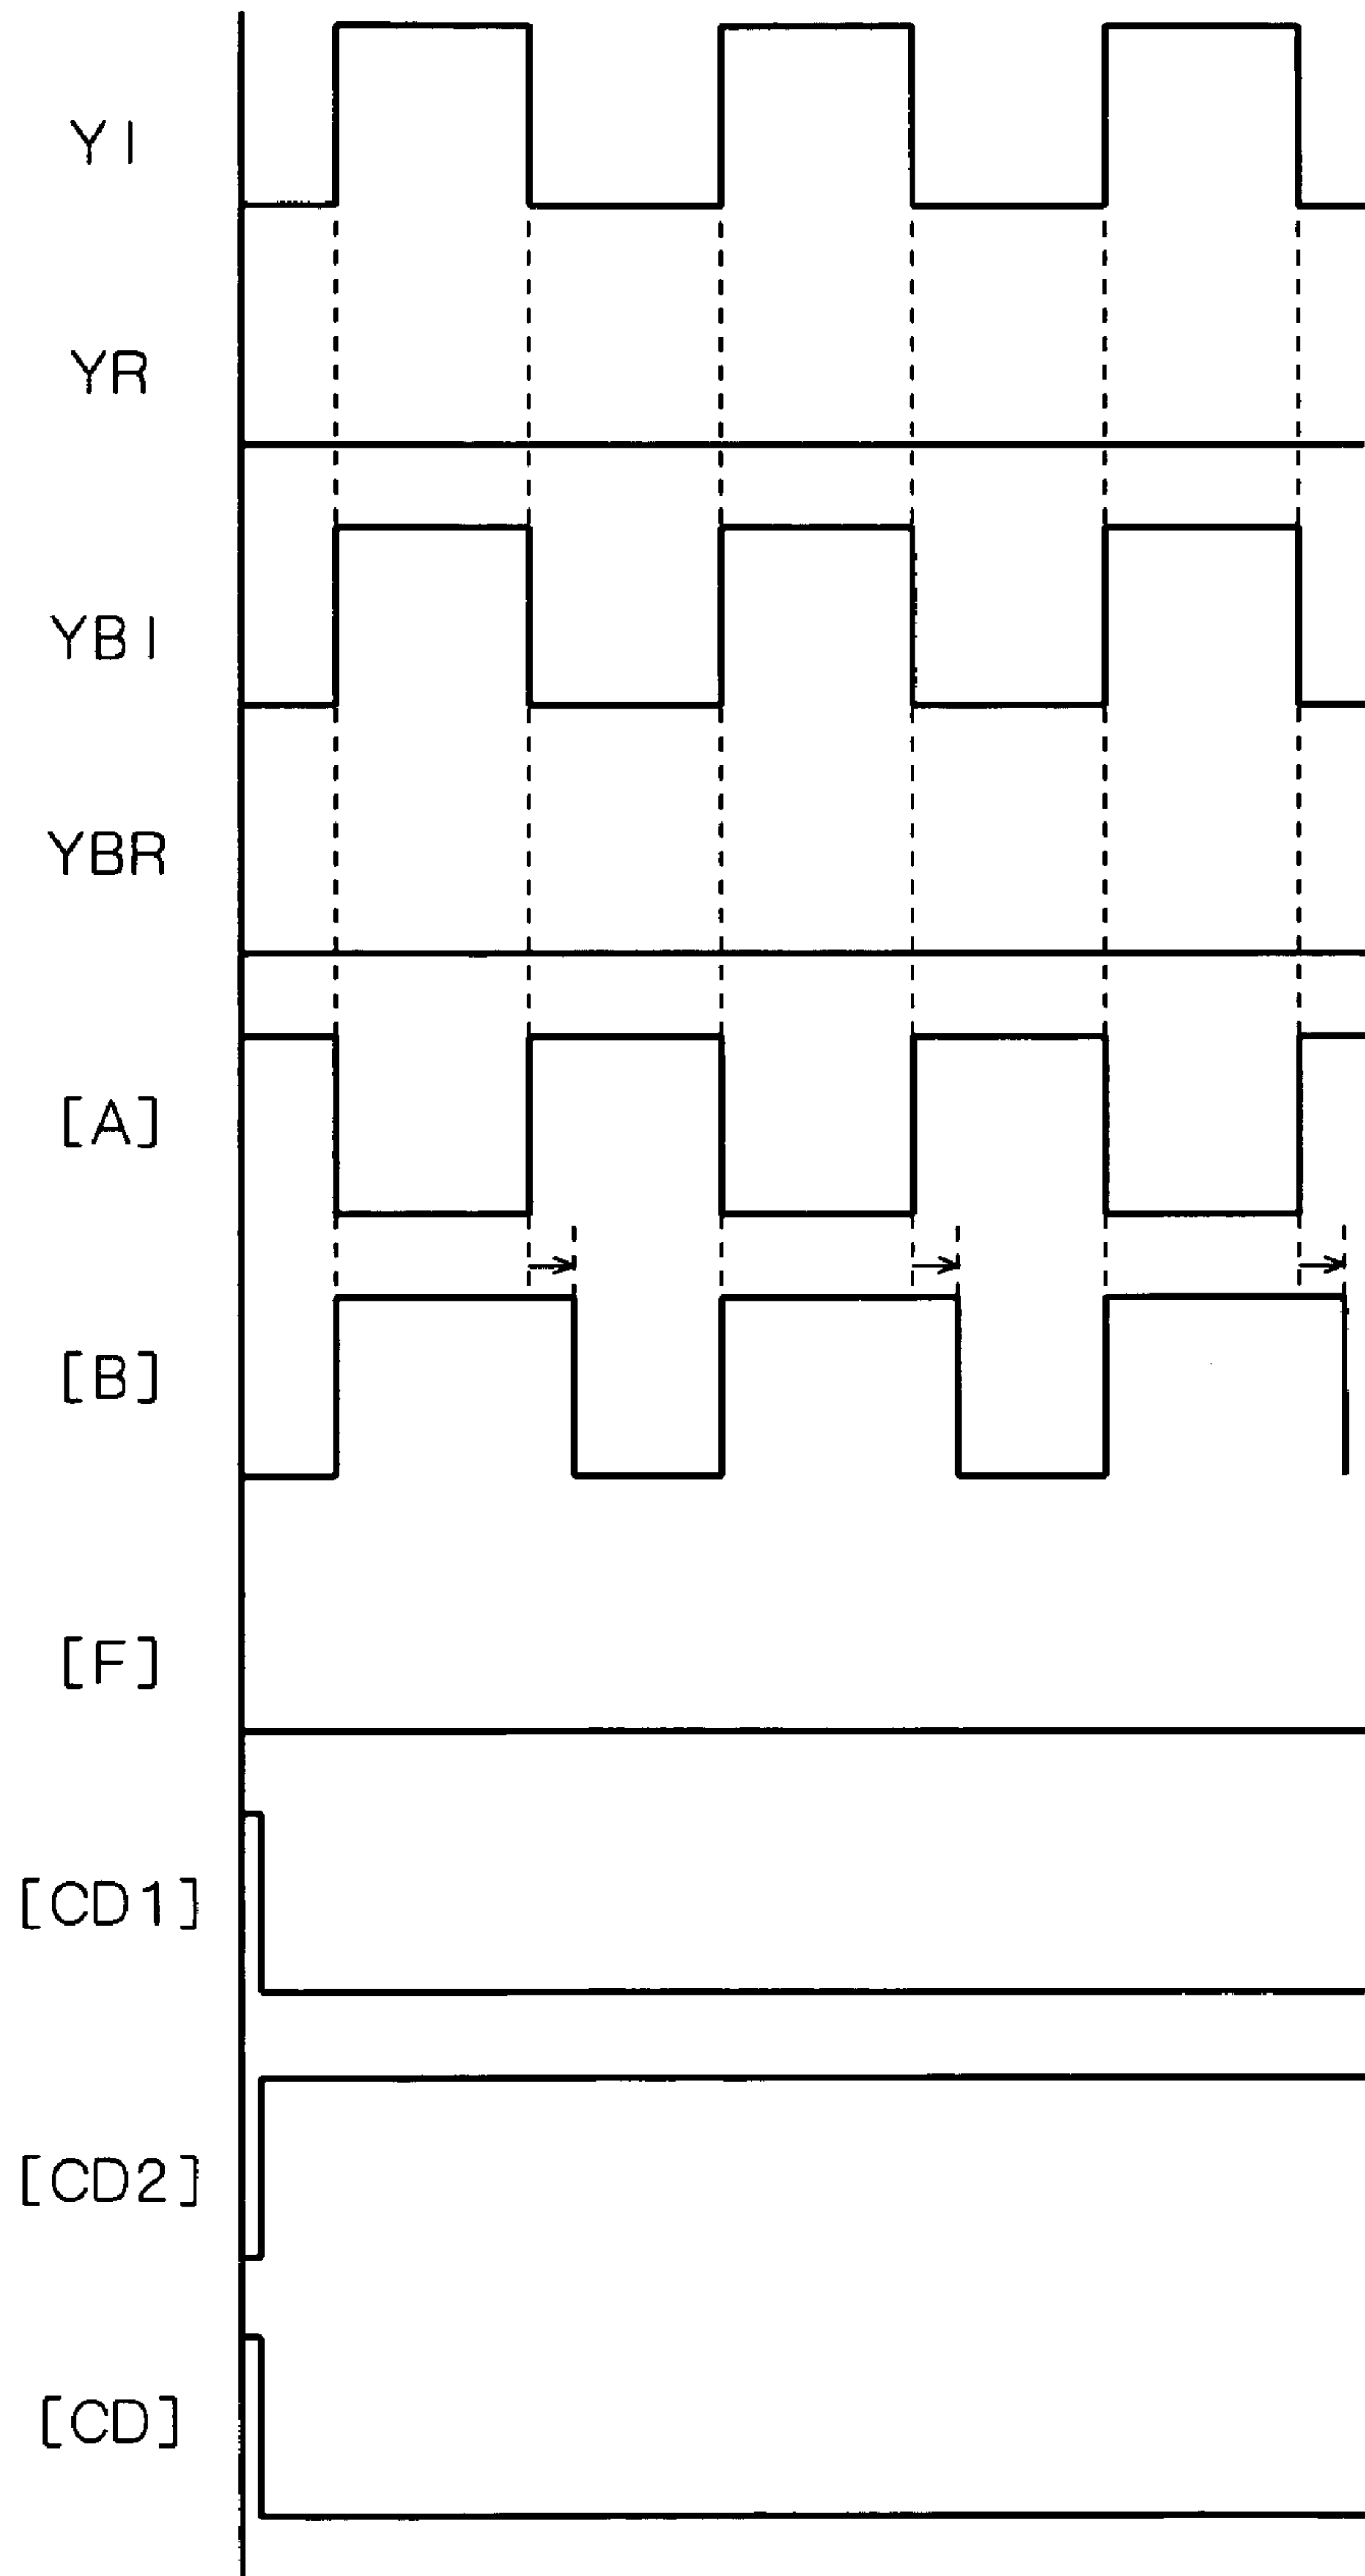 YI
YR
YBI
YBR
[A]
[B]
[F]
[CD1]
[CD2]
[CD]